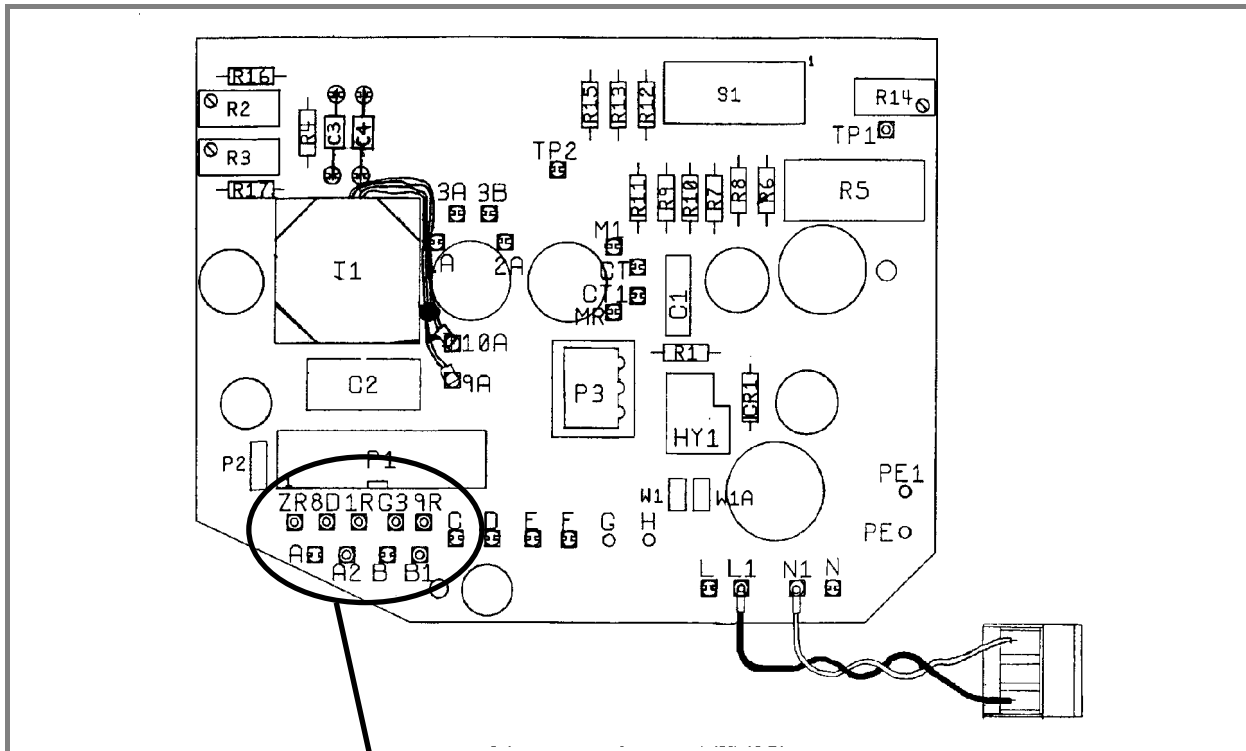 R16
R2
R4
C3
C4
R3
R17
R15
R13
R12
S1
1
R14
TP1
TP2
3A 3B
R11
R9
R10
R7
R8
R6
R5
M1
A
2A
CT
CT1
MR
I1
C1
10A
9A
R1
C2
P3
CR1
HY1
P2
P1
1
W1
W1A
PE1
PE
ZR 8D 1R G3 9R
C D E F G H
A A2 B B1
L L1 N1 N